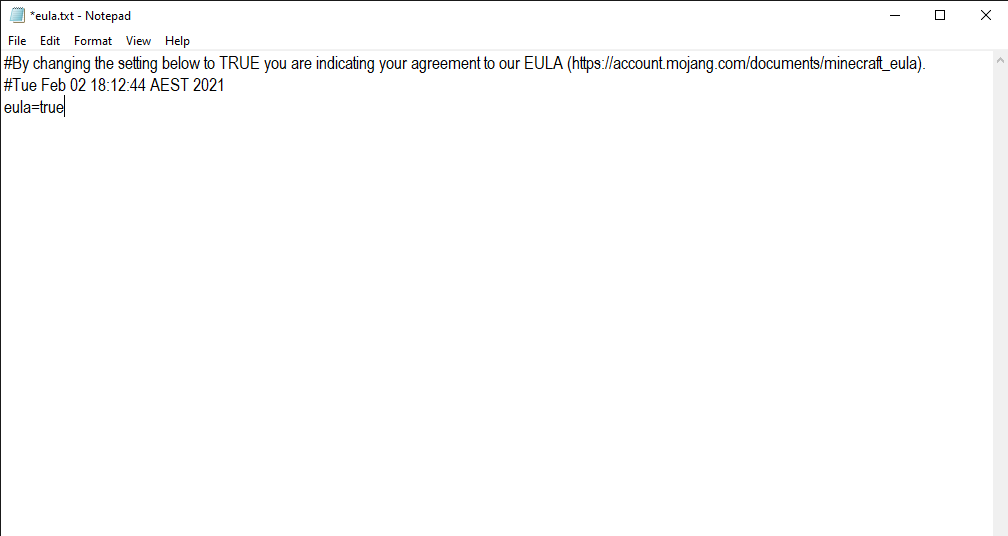 *eula.txt - Notepad
File Edit Format View Help
#By changing the setting below to TRUE you are indicating your agreement to our EULA (https://account.mojang.com/documents/minecraft_eula).
#Tue Feb 02 18:12:44 AEST 2021
eula=true